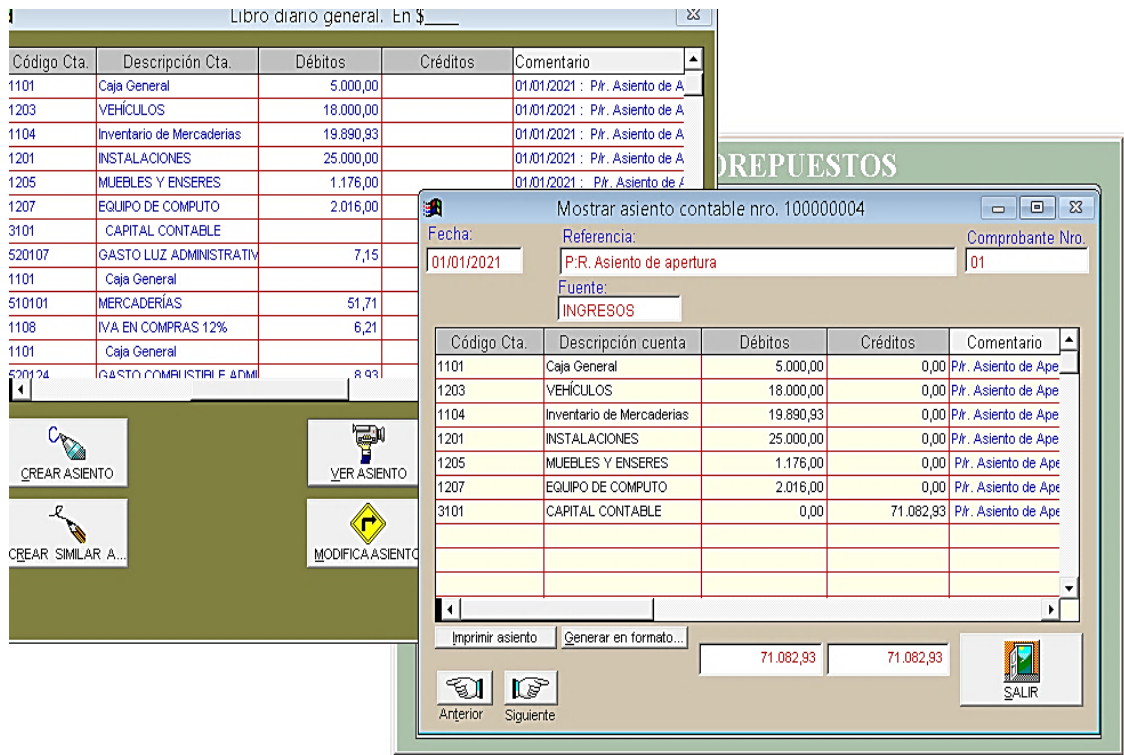 Libro diario general. En $____
Código Cta. Descripción Cta. Débitos Créditos Comentario
1101 Caja General 5.000,00 01/01/2021 : P/r. Asiento de A
1203 VEHÍCULOS 18.000,00 01/01/2021 : P/r. Asiento de A
1104 Inventario de Mercaderias 19.890,93 01/01/2021 : P/r. Asiento de A
1201 INSTALACIONES 25.000,00 01/01/2021 : P/r. Asiento de A
1205 MUEBLES Y ENSERES 1.176,00 01/01/2021 : P/r. Asiento de
1207 EQUIPO DE COMPUTO 2.016,00
3101 CAPITAL CONTABLE
520107 GASTO LUZ ADMINISTRATIV 7,15
1101 Caja General
510101 MERCADERÍAS 51,71
1108 IVA EN COMPRAS 12% 6,21
1101 Caja General
520124 GASTO COMBUSTIBLE ADMI 8,93
CREAR ASIENTO
VER ASIENTO
CREAR SIMILAR A...
MODIFICA ASIENTO
OREPUESTOS
Mostrar asiento contable nro. 100000004
Fecha: Referencia: Comprobante Nro.
01/01/2021 P:R. Asiento de apertura 01
Fuente:
INGRESOS
Código Cta. Descripción cuenta Débitos Créditos Comentario
1101 Caja General 5.000,00 0,00 P/r. Asiento de Ape
1203 VEHÍCULOS 18.000,00 0,00 P/r. Asiento de Ape
1104 Inventario de Mercaderias 19.890,93 0,00 P/r. Asiento de Ape
1201 INSTALACIONES 25.000,00 0,00 P/r. Asiento de Ape
1205 MUEBLES Y ENSERES 1.176,00 0,00 P/r. Asiento de Ape
1207 EQUIPO DE COMPUTO 2.016,00 0,00 P/r. Asiento de Ape
3101 CAPITAL CONTABLE 0,00 71.082,93 P/r. Asiento de Ape
Imprimir asiento Generar en formato...
71.082,93 71.082,93
SALIR
Anterior Siguiente